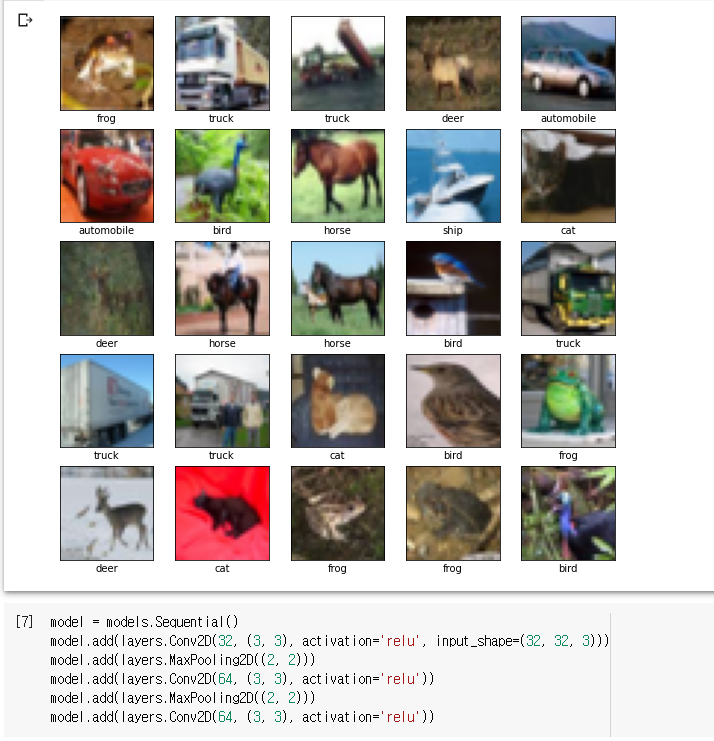 frog truck truck deer automobile
automobile bird horse ship cat
deer horse horse bird truck
truck truck cat bird frog
deer cat frog frog bird
[7] model = models.Sequential()
model.add(layers.Conv2D(32, (3, 3), activation='relu', input_shape=(32, 32, 3)))
model.add(layers.MaxPooling2D((2, 2)))
model.add(layers.Conv2D(64, (3, 3), activation='relu'))
model.add(layers.MaxPooling2D((2, 2)))
model.add(layers.Conv2D(64, (3, 3), activation='relu'))